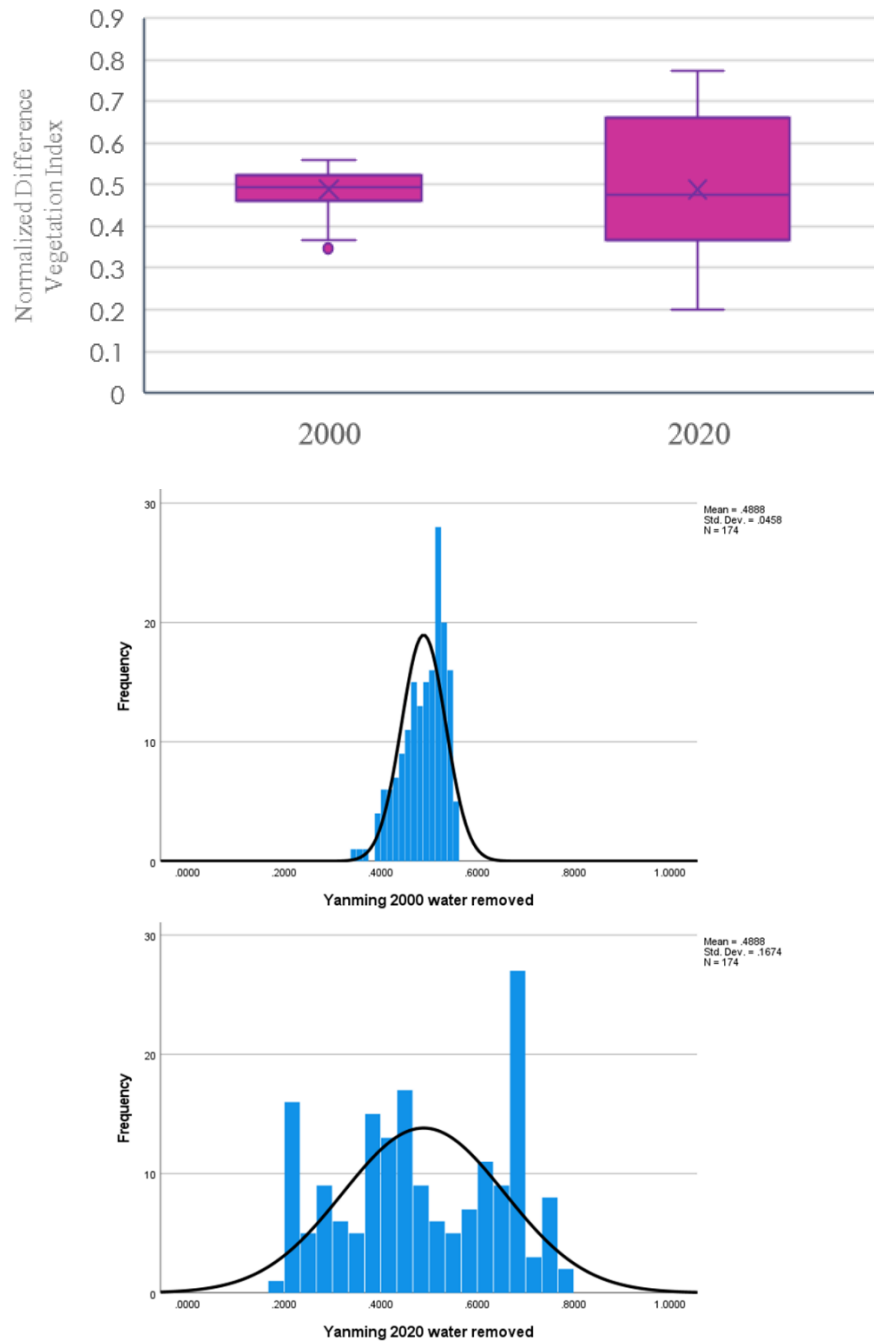 0.9
0.8
0.7
0.6
0.5
0.4
0.3
0.2
0.1
0
Normalized Difference
Vegetation Index
2000
2020
Mean = .4888
Std. Dev. = .0458
N = 174
30
20
10
0
Frequency
.0000
.2000
.4000
.6000
.8000
1.0000
Yanming 2000 water removed
Mean = .4888
Std. Dev. = .1674
N = 174
30
20
10
0
Frequency
.0000
.2000
.4000
.6000
.8000
1.0000
Yanming 2020 water removed